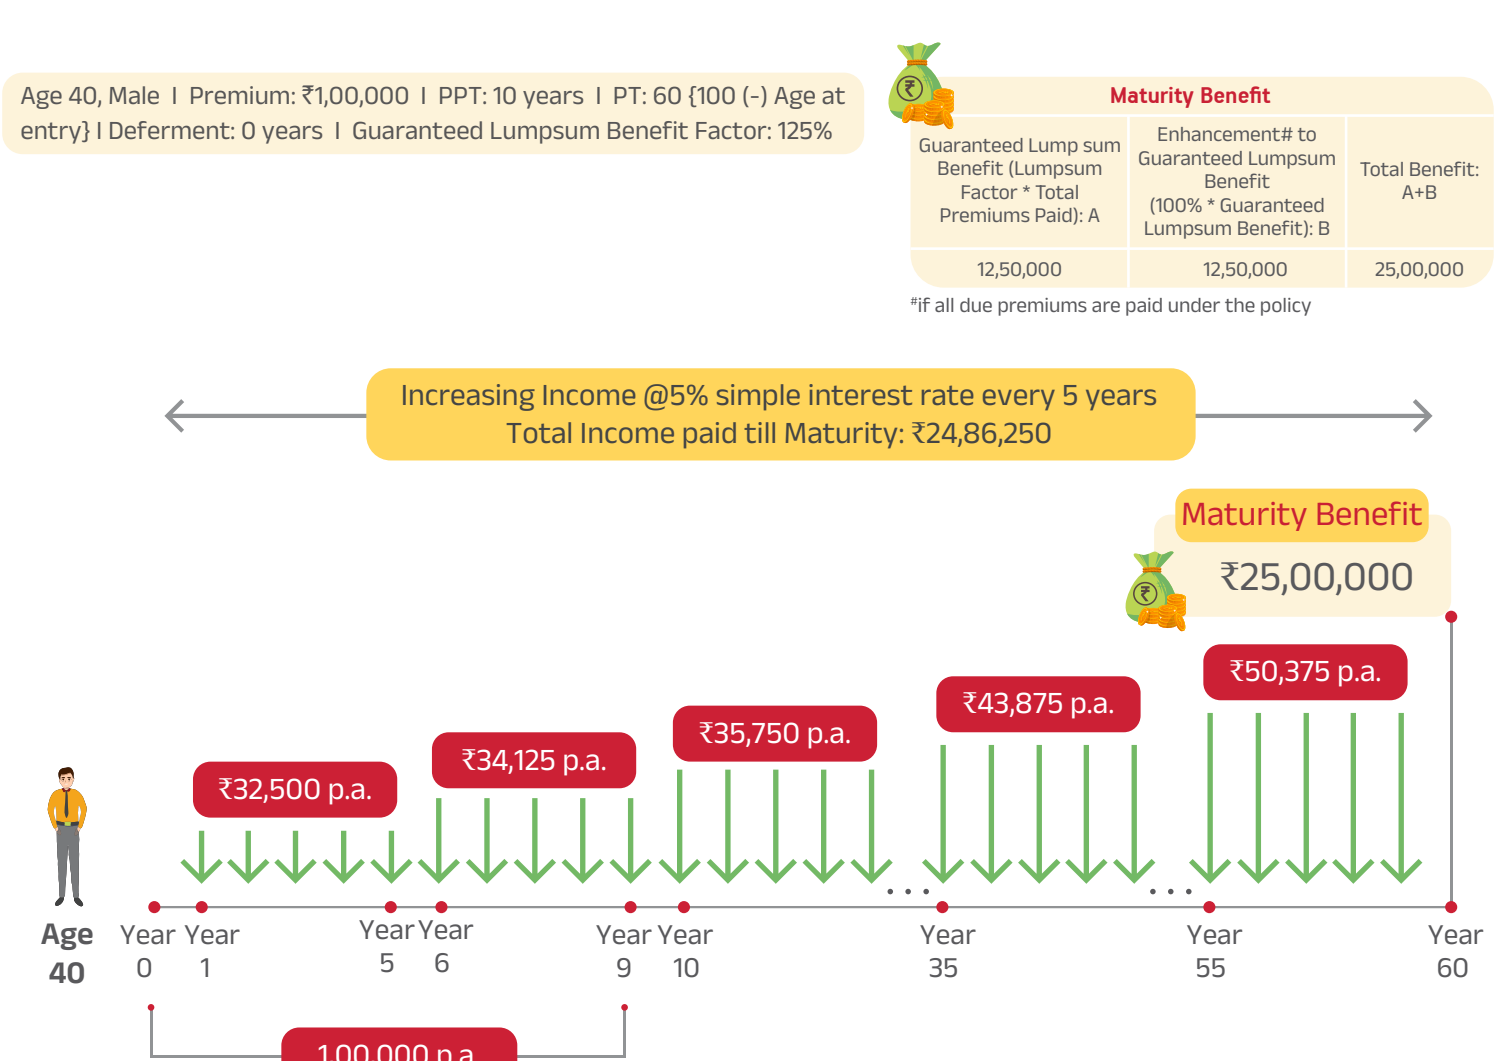 Age 40, Male I Premium: ₹1,00,000 I PPT: 10 years I PT: 60 {100 (-) Age at
entry} I Deferment: 0 years I Guaranteed Lumpsum Benefit Factor: 125%
₹
Maturity Benefit
Guaranteed Lump sum
Benefit (Lumpsum
Factor * Total
Premiums Paid): A
Enhancement# to
Guaranteed Lumpsum
Benefit
(100% * Guaranteed
Lumpsum Benefit): B
Total Benefit:
A+B
12,50,000
12,50,000
25,00,000
#if all due premiums are paid under the policy
Increasing Income @5% simple interest rate every 5 years
Total Income paid till Maturity: ₹24,86,250
Maturity Benefit
₹
₹25,00,000
₹32,500 p.a.
₹34,125 p.a.
₹35,750 p.a.
₹43,875 p.a.
₹50,375 p.a.
...
...
Age
40
Year
0
Year
1
Year
5
Year
6
Year
9
Year
10
Year
35
Year
55
Year
60
1,00,000 p.a.